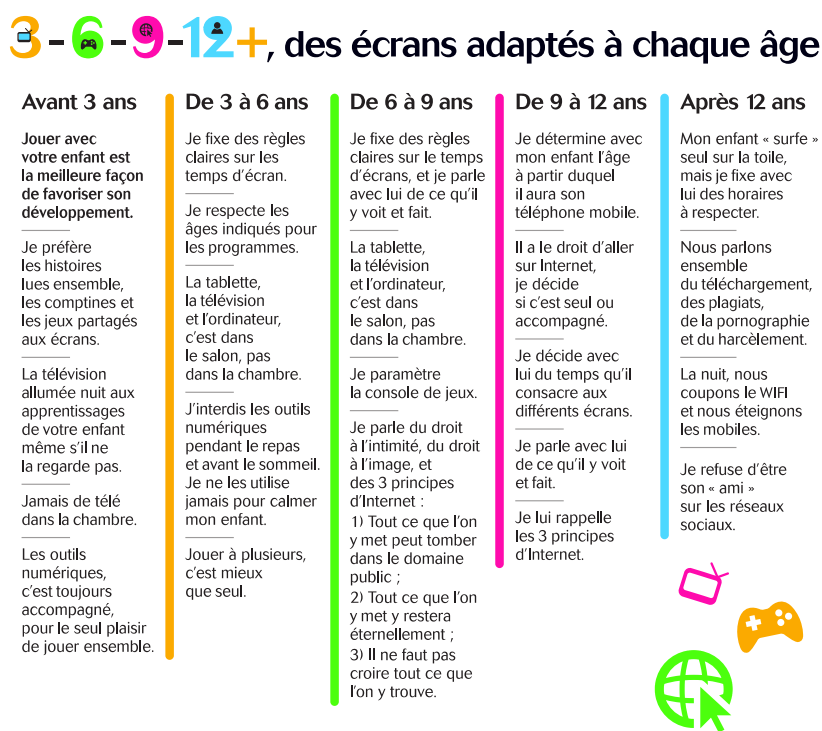 3-6-9-12+, des écrans adaptés à chaque âge
Avant 3 ans
Jouer avec
votre enfant est
la meilleure façon
de favoriser son
développement.
Je préfère
les histoires
lues ensemble,
les comptines et
les jeux partagés
aux écrans.
La télévision
allumée nuit aux
apprentissages
de votre enfant
même s’il ne
la regarde pas.
Jamais de télé
dans la chambre.
Les outils
numériques,
c’est toujours
accompagné,
pour le seul plaisir
de jouer ensemble.
De 3 à 6 ans
Je fixe des règles
claires sur les
temps d’écran.
Je respecte les
âges indiqués pour
les programmes.
La tablette,
la télévision
et l’ordinateur,
c’est dans
le salon, pas
dans la chambre.
J’interdis les outils
numériques
pendant le repas
et avant le sommeil.
Je ne les utilise
jamais pour calmer
mon enfant.
Jouer à plusieurs,
c’est mieux
que seul.
De 6 à 9 ans
Je fixe des règles
claires sur le temps
d’écrans, et je parle
avec lui de ce qu’il
y voit et fait.
La tablette,
la télévision
et l’ordinateur,
c’est dans
le salon, pas
dans la chambre.
Je paramètre
la console de jeux.
Je parle du droit
à l’intimité, du droit
à l’image, et
des 3 principes
d’Internet :
1) Tout ce que l’on
y met peut tomber
dans le domaine
public ;
2) Tout ce que l’on
y met y restera
éternellement ;
3) Il ne faut pas
croire tout ce que
l’on y trouve.
De 9 à 12 ans
Je détermine avec
mon enfant l’âge
à partir duquel
il aura son
téléphone mobile.
Il a le droit d’aller
sur Internet,
je décide
si c’est seul ou
accompagné.
Je décide avec
lui du temps qu’il
consacre aux
différents écrans.
Je parle avec lui
de ce qu’il y voit
et fait.
Je lui rappelle
les 3 principes
d’Internet.
Après 12 ans
Mon enfant « surfe »
seul sur la toile,
mais je fixe avec
lui des horaires
à respecter.
Nous parlons
ensemble
du téléchargement,
des plagiats,
de la pornographie
et du harcèlement.
La nuit, nous
coupons le WIFI
et nous éteignons
les mobiles.
Je refuse d’être
son « ami »
sur les réseaux
sociaux.